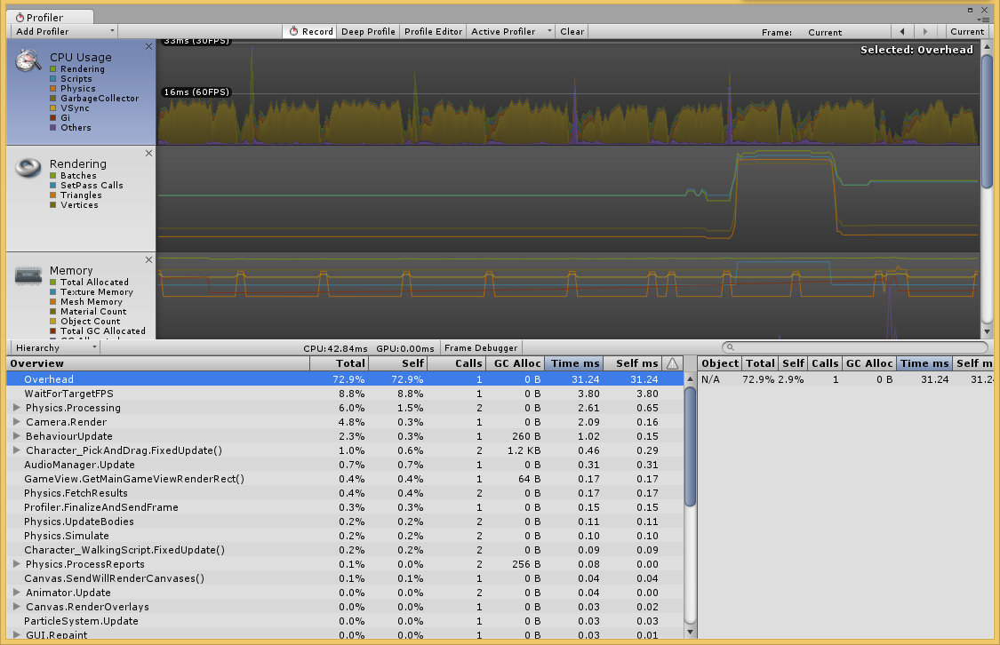 Profiler
Add Profiler Record Deep Profile Profile Editor Active Profiler Clear Frame: Current Current
CPU Usage
Rendering
Scripts
Physics
GarbageCollector
VSync
Gi
Others
33ms (30FPS)
Selected: Overhead
16ms (60FPS)
Rendering
Batches
SetPass Calls
Triangles
Vertices
Memory
Total Allocated
Texture Memory
Mesh Memory
Material Count
Object Count
Total GC Allocated
Hierarchy CPU:42.84ms GPU:0.00ms Frame Debugger
Overview Total Self Calls GC Alloc Time ms Self ms
Overhead 72.9% 72.9% 1 0 B 31.24 31.24
WaitForTargetFPS 8.8% 8.8% 1 0 B 3.80 3.80
Physics.Processing 6.0% 1.5% 2 0 B 2.61 0.65
Camera.Render 4.8% 0.3% 1 0 B 2.09 0.16
BehaviourUpdate 2.3% 0.3% 1 260 B 1.02 0.15
Character_PickAndDrag.FixedUpdate() 1.0% 0.6% 2 1.2 KB 0.46 0.29
AudioManager.Update 0.7% 0.7% 1 0 B 0.31 0.31
GameView.GetMainGameViewRenderRect() 0.4% 0.4% 1 64 B 0.17 0.17
Physics.FetchResults 0.4% 0.4% 2 0 B 0.17 0.17
Profiler.FinalizeAndSendFrame 0.3% 0.3% 1 0 B 0.15 0.15
Physics.UpdateBodies 0.2% 0.2% 2 0 B 0.11 0.11
Physics.Simulate 0.2% 0.2% 2 0 B 0.10 0.10
Character_WalkingScript.FixedUpdate() 0.2% 0.2% 2 0 B 0.09 0.09
Physics.ProcessReports 0.1% 0.0% 2 256 B 0.08 0.00
Canvas.SendWillRenderCanvases() 0.1% 0.1% 1 0 B 0.04 0.04
Animator.Update 0.0% 0.0% 2 0 B 0.04 0.00
Canvas.RenderOverlays 0.0% 0.0% 1 0 B 0.03 0.02
ParticleSystem.Update 0.0% 0.0% 1 0 B 0.03 0.03
GUI.Repaint 0.0% 0.0% 1 0 B 0.03 0.01
Object Total Self Calls GC Alloc Time ms Self m
N/A 72.9% 2.9% 1 0 B 31.24 31.2